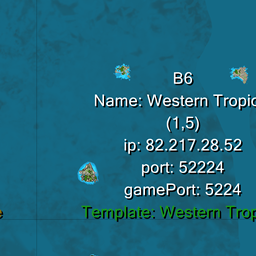 B6
Name: Western Tropic
(1,5)
ip: 82.217.28.52
port: 52224
gamePort: 5224
e Template: Western Trop